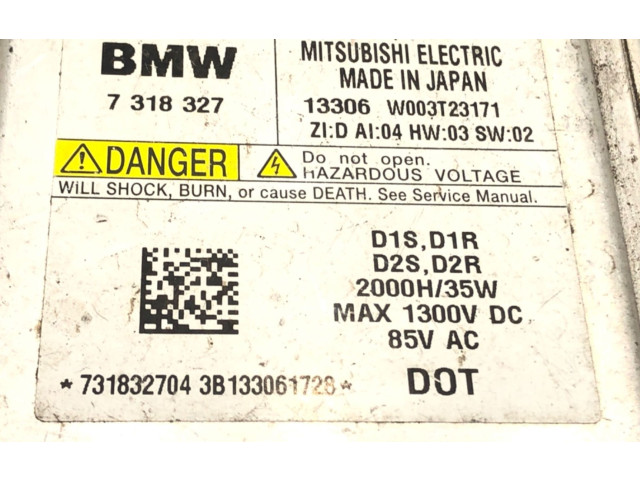 BMW
7 318 327
MITSUBISHI ELECTRIC
MADE IN JAPAN
13306 W003T23171
ZI:D AI:04 HW:03 SW:02
DANGER
Do not open.
HAZARDOUS VOLTAGE
WiLL SHOCK, BURN, or cause DEATH. See Service Manual.
D1S,D1R
D2S,D2R
2000H/35W
MAX 1300V DC
85V AC
*731832704 3B133061728*
DOT